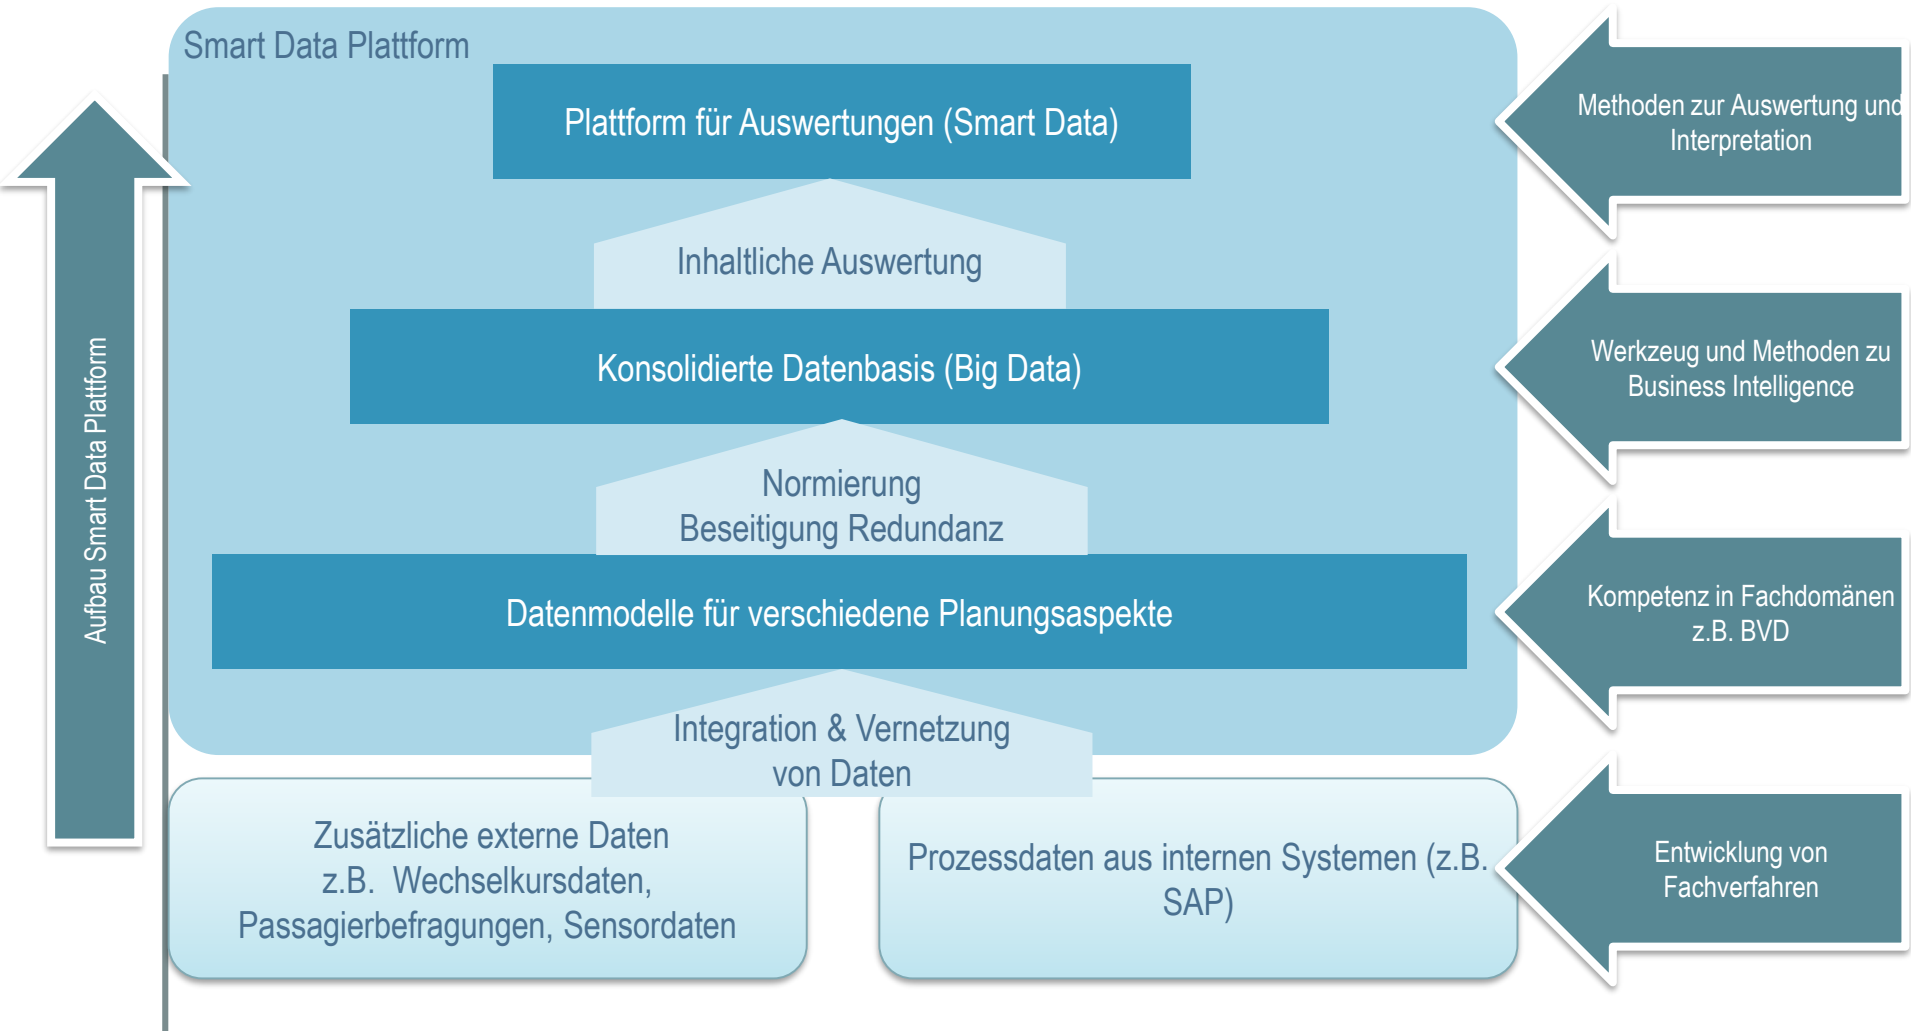 Smart Data Plattform
Plattform für Auswertungen (Smart Data)
Inhaltliche Auswertung
Konsolidierte Datenbasis (Big Data)
Normierung
Beseitigung Redundanz
Datenmodelle für verschiedene Planungsaspekte
Integration & Vernetzung
von Daten
Zusätzliche externe Daten
z.B. Wechselkursdaten,
Passagierbefragungen, Sensordaten
Prozessdaten aus internen Systemen (z.B.
SAP)
Aufbau Smart Data Plattform
Methoden zur Auswertung und
Interpretation
Werkzeug und Methoden zu
Business Intelligence
Kompetenz in Fachdomänen
z.B. BVD
Entwicklung von
Fachverfahren